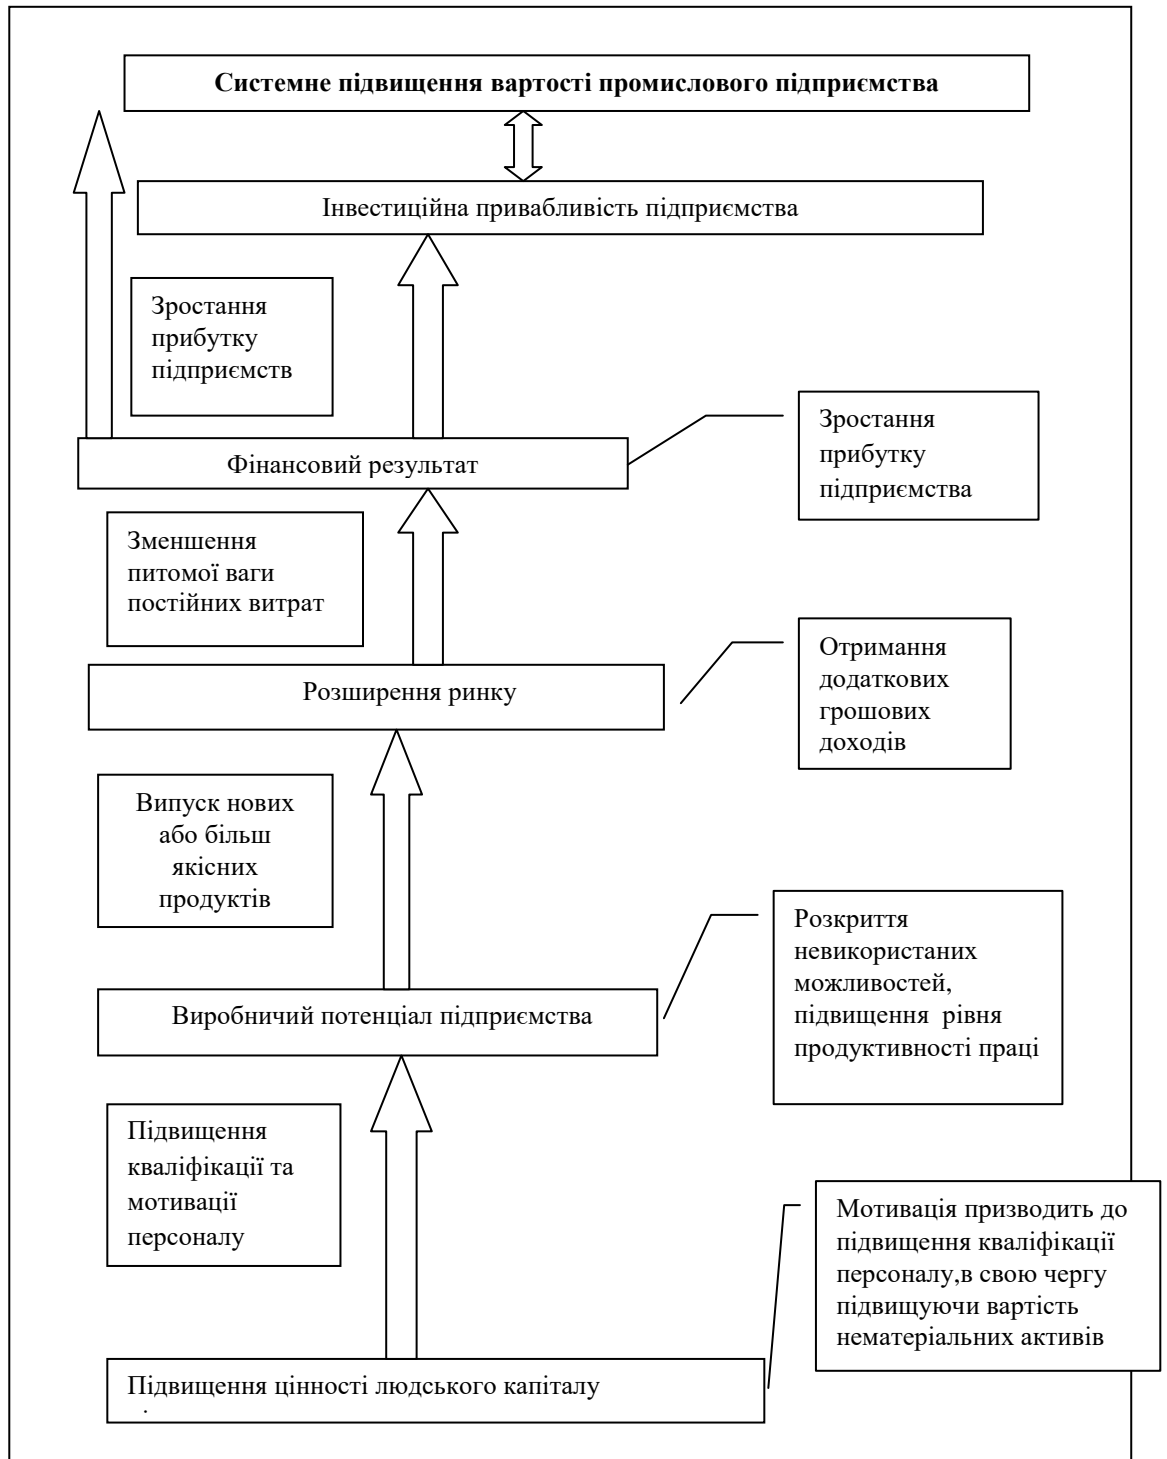 Системне підвищення вартості промислового підприємства
Інвестиційна привабливість підприємства
Зростання
прибутку
підприємств
Фінансовий результат
Зростання
прибутку
підприємства
Зменшення
питомої ваги
постійних витрат
Розширення ринку
Отримання
додаткових
грошових
доходів
Випуск нових
або більш
якісних
продуктів
Виробничий потенціал підприємства
Розкриття
невикористаних
можливостей,
підвищення рівня
продуктивності праці
Підвищення
кваліфікації та
мотивації
персоналу
Мотивація призводить до
підвищення кваліфікації
персоналу,в свою чергу
підвищуючи вартість
нематеріальних активів
Підвищення цінності людського капіталу